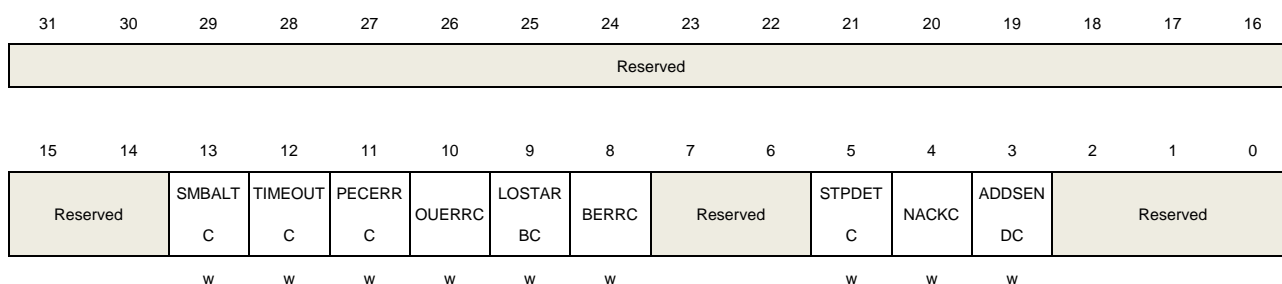 31 30 29 28 27 26 25 24 23 22 21 20 19 18 17 16
Reserved
15 14 13 12 11 10 9 8 7 6 5 4 3 2 1 0
Reserved SMBALT C TIMEOUT C PECERR C OUERRC LOSTAR BC BERRC Reserved STPDET C NACKC ADDSEN DC Reserved
w w w w w w w w w